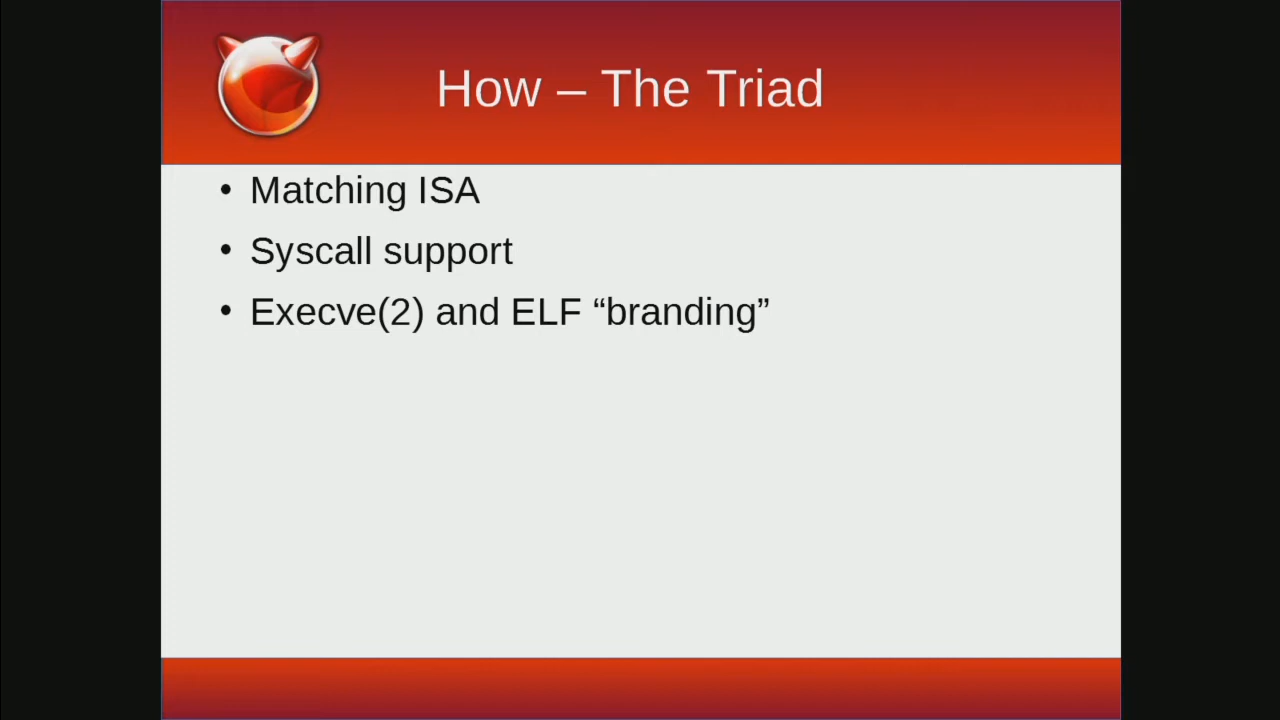 How – The Triad
• Matching ISA
• Syscall support
• Execve(2) and ELF “branding”